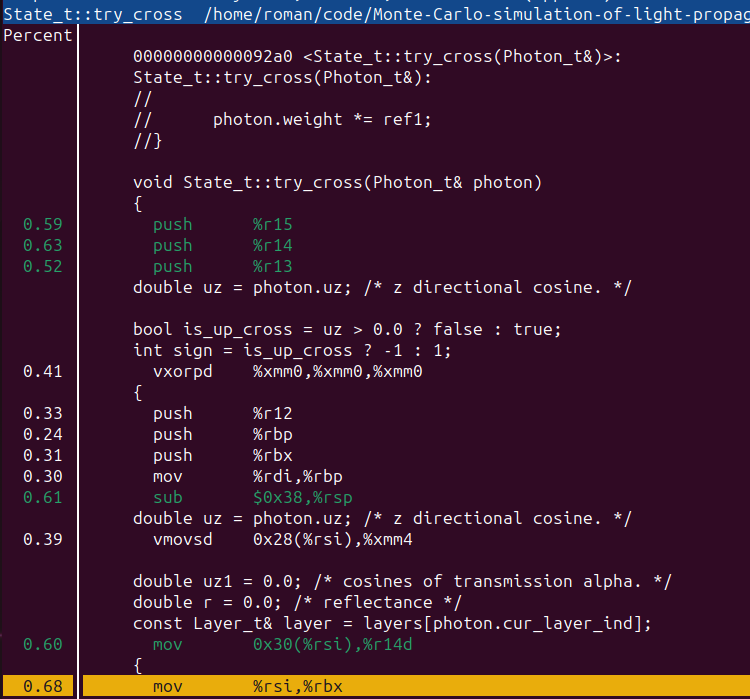 State_t::try_cross  /home/roman/code/Monte-Carlo-simulation-of-light-propag
Percent
00000000000092a0 <State_t::try_cross(Photon_t&)>:
State_t::try_cross(Photon_t&):
//
//      photon.weight *= ref1;
//}
void State_t::try_cross(Photon_t& photon)
{
0.59 push %r15
0.63 push %r14
0.52 push %r13
double uz = photon.uz; /* z directional cosine. */
bool is_up_cross = uz > 0.0 ? false : true;
int sign = is_up_cross ? -1 : 1;
0.41 vxorpd %xmm0,%xmm0,%xmm0
{
0.33 push %r12
0.24 push %rbp
0.31 push %rbx
0.30 mov %rdi,%rbp
0.61 sub $0x38,%rsp
double uz = photon.uz; /* z directional cosine. */
0.39 vmovsd 0x28(%rsi),%xmm4
double uz1 = 0.0; /* cosines of transmission alpha. */
double r = 0.0; /* reflectance */
const Layer_t& layer = layers[photon.cur_layer_ind];
0.60 mov 0x30(%rsi),%r14d
{
0.68 mov %rsi,%rbx